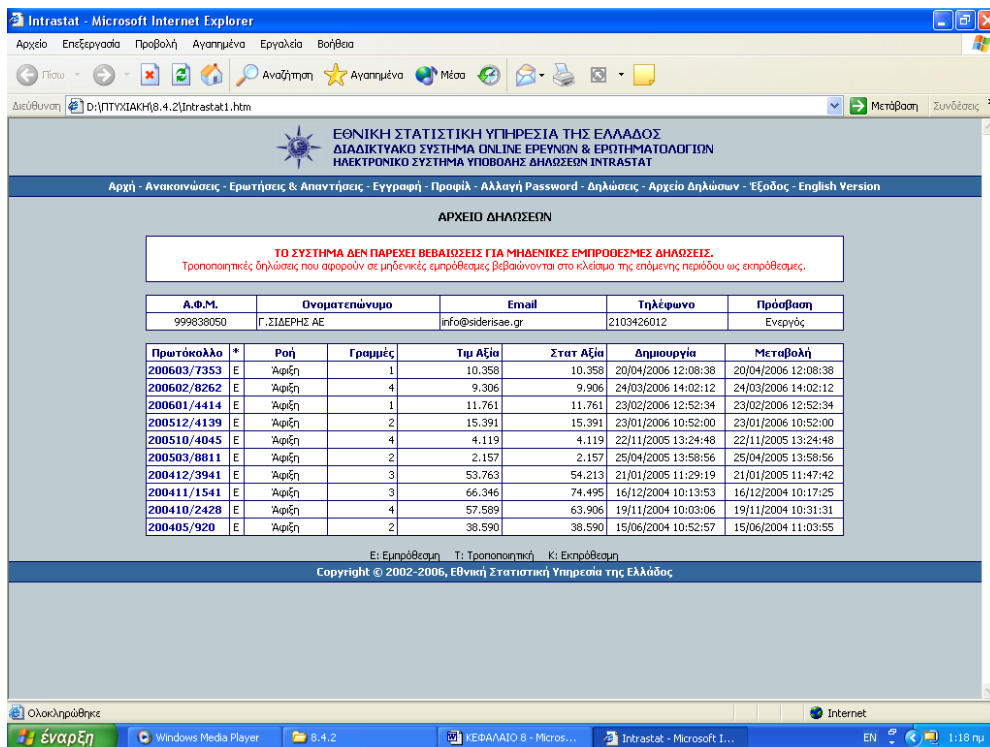 Intrastat - Microsoft Internet Explorer
Αρχείο Επεξεργασία Προβολή Αγαπημένα Εργαλεία Βοήθεια
Πίσω Αναζήτηση Αγαπημένα Μέσα
Διεύθυνση D:\ΠΤΥΧΙΑΚΗ\8.4.2\Intrastat1.htm Μετάβαση Συνδέσεις
ΕΘΝΙΚΗ ΣΤΑΤΙΣΤΙΚΗ ΥΠΗΡΕΣΙΑ ΤΗΣ ΕΛΛΑΔΟΣ
ΔΙΑΔΙΚΤΥΑΚΟ ΣΥΣΤΗΜΑ ONLINE ΕΡΕΥΝΩΝ & ΕΡΩΤΗΜΑΤΟΛΟΓΙΩΝ
ΗΛΕΚΤΡΟΝΙΚΟ ΣΥΣΤΗΜΑ ΥΠΟΒΟΛΗΣ ΔΗΛΩΣΕΩΝ INTRASTAT
Αρχή - Ανακοινώσεις - Ερωτήσεις & Απαντήσεις - Εγγραφή - Προφίλ - Αλλαγή Password - Δηλώσεις - Αρχείο Δηλώσων - Έξοδος - English Version
ΑΡΧΕΙΟ ΔΗΛΩΣΕΩΝ
ΤΟ ΣΥΣΤΗΜΑ ΔΕΝ ΠΑΡΕΧΕΙ ΒΕΒΑΙΩΣΕΙΣ ΓΙΑ ΜΗΔΕΝΙΚΕΣ ΕΜΠΡΟΘΕΣΜΕΣ ΔΗΛΩΣΕΙΣ.
Τροποποιητικές δηλώσεις που αφορούν σε μηδενικές εμπρόθεσμες βεβαιώνονται στο κλείσιμο της επόμενης περίοδου ως εκπρόθεσμες.
Α.Φ.Μ. Ονοματεπώνυμο Email Τηλέφωνο Πρόσβαση
999838050 Γ.ΣΙΔΕΡΗΣ ΑΕ info@siderisae.gr 2103426012 Ενεργός
Πρωτόκολλο * Ροή Γραμμές Τιμ Αξία Στατ Αξία Δημιουργία Μεταβολή
200603/7353 Ε Άφιξη 1 10.358 10.358 20/04/2006 12:08:38 20/04/2006 12:08:38
200602/8262 Ε Άφιξη 4 9.306 9.906 24/03/2006 14:02:12 24/03/2006 14:02:12
200601/4414 Ε Άφιξη 1 11.761 11.761 23/02/2006 12:52:34 23/02/2006 12:52:34
200512/4139 Ε Άφιξη 2 15.391 15.391 23/01/2006 10:52:00 23/01/2006 10:52:00
200510/4045 Ε Άφιξη 4 4.119 4.119 22/11/2005 13:24:48 22/11/2005 13:24:48
200503/8811 Ε Άφιξη 2 2.157 2.157 25/04/2005 13:58:56 25/04/2005 13:58:56
200412/3941 Ε Άφιξη 3 53.763 54.213 21/01/2005 11:29:19 21/01/2005 11:47:42
200411/1541 Ε Άφιξη 3 66.346 74.495 16/12/2004 10:13:53 16/12/2004 10:17:25
200410/2428 Ε Άφιξη 4 57.589 63.906 19/11/2004 10:03:06 19/11/2004 10:31:31
200405/920 Ε Άφιξη 2 38.590 38.590 15/06/2004 10:52:57 15/06/2004 11:03:55
Ε: Εμπρόθεσμη Τ: Τροποποιητική Κ: Εκπρόθεσμη
Copyright © 2002-2006, Εθνική Στατιστική Υπηρεσία της Ελλάδος
Ολοκληρώθηκε Internet
έναρξη Windows Media Player 8.4.2 ΚΕΦΑΛΑΙΟ 8 - Micros... Intrastat - Microsoft I... EN 1:18 πμ